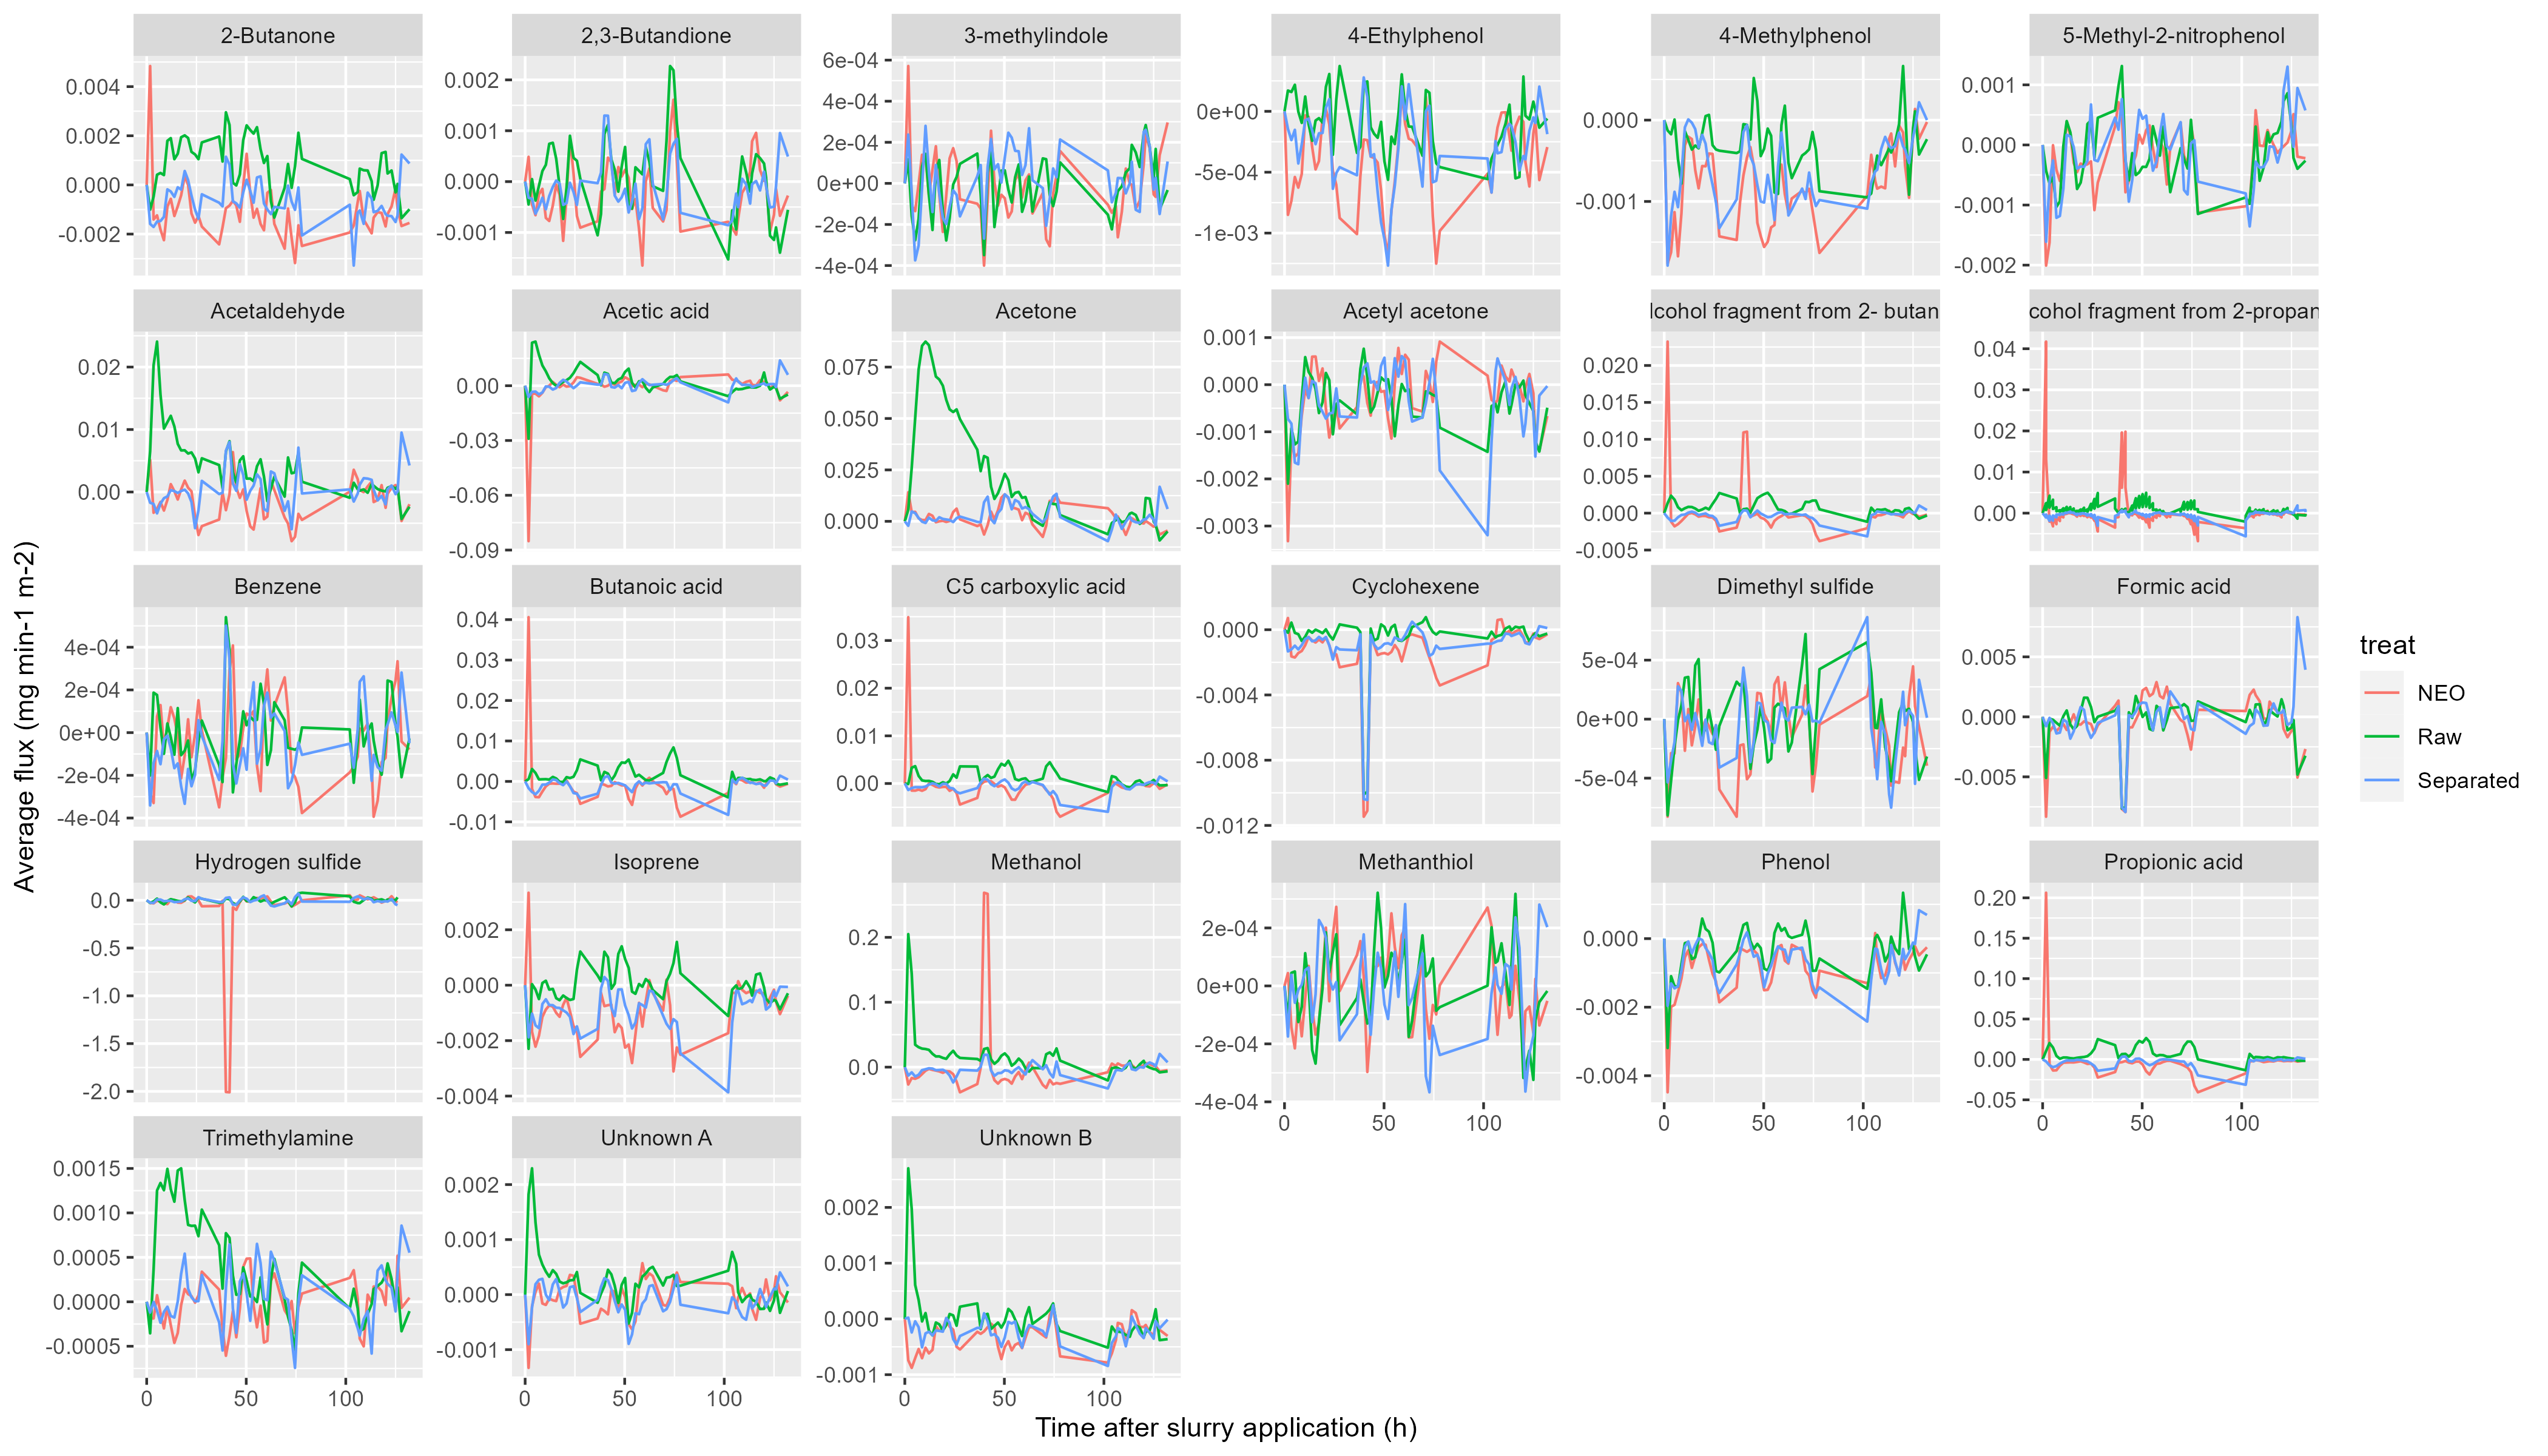 2-Butanone
2,3-Butandione
3-methylindole
4-Ethylphenol
4-Methylphenol
5-Methyl-2-nitrophenol
0.004
0.002
0.000
-0.002
0.002
0.001
0.000
-0.001
6e-04
4e-04
2e-04
0e+00
-2e-04
-4e-04
0e+00
-5e-04
-1e-03
0.000
-0.001
0.001
0.000
-0.001
-0.002
Acetaldehyde
Acetic acid
Acetone
Acetyl acetone
lcohol fragment from 2- butan
cohol fragment from 2-propan
0.02
0.01
0.00
0.00
-0.03
-0.06
-0.09
0.075
0.050
0.025
0.000
0.001
0.000
-0.001
-0.002
-0.003
0.020
0.015
0.010
0.005
0.000
-0.005
0.04
0.03
0.02
0.01
0.00
Benzene
Butanoic acid
C5 carboxylic acid
Cyclohexene
Dimethyl sulfide
Formic acid
4e-04
2e-04
0e+00
-2e-04
-4e-04
0.04
0.03
0.02
0.01
0.00
-0.01
0.03
0.02
0.01
0.00
0.000
-0.004
-0.008
-0.012
5e-04
0e+00
-5e-04
0.005
0.000
-0.005
Hydrogen sulfide
Isoprene
Methanol
Methanthiol
Phenol
Propionic acid
0.0
-0.5
-1.0
-1.5
-2.0
0.002
0.000
-0.002
-0.004
0.2
0.1
0.0
2e-04
0e+00
-2e-04
-4e-04
0.000
-0.002
-0.004
0.20
0.15
0.10
0.05
0.00
-0.05
0 50 100
0 50 100
0 50 100
Trimethylamine
Unknown A
Unknown B
0.0015
0.0010
0.0005
0.0000
-0.0005
0.002
0.001
0.000
-0.001
0.002
0.001
0.000
-0.001
0 50 100
0 50 100
0 50 100
Time after slurry application (h)
Average flux (mg min-1 m-2)
treat
NEO
Raw
Separated